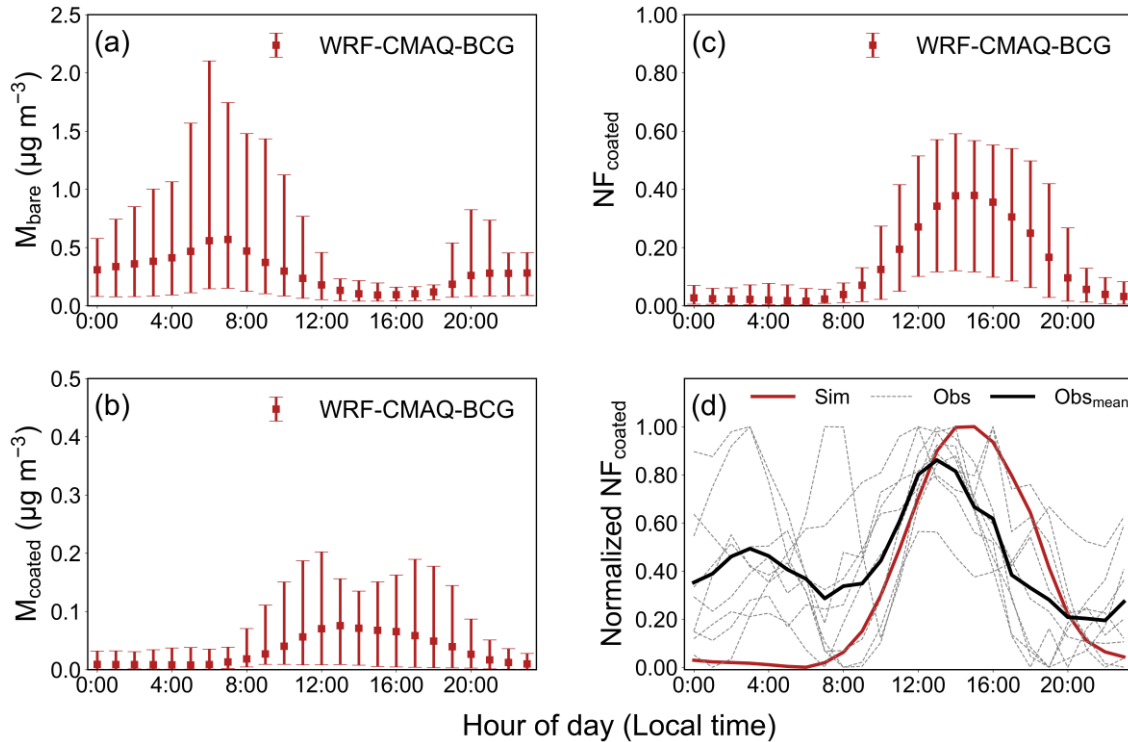 (a)
WRF-CMAQ-BCG
M_bare (µg m⁻³)
2.5
2.0
1.5
1.0
0.5
0.0
0:00 4:00 8:00 12:00 16:00 20:00
(c)
WRF-CMAQ-BCG
NF_coated
1.00
0.80
0.60
0.40
0.20
0.00
0:00 4:00 8:00 12:00 16:00 20:00
(b)
WRF-CMAQ-BCG
M_coated (µg m⁻³)
0.5
0.4
0.3
0.2
0.1
0.0
0:00 4:00 8:00 12:00 16:00 20:00
(d)
Sim Obs Obs_mean
Normalized NF_coated
1.00
0.80
0.60
0.40
0.20
0.00
0:00 4:00 8:00 12:00 16:00 20:00
Hour of day (Local time)